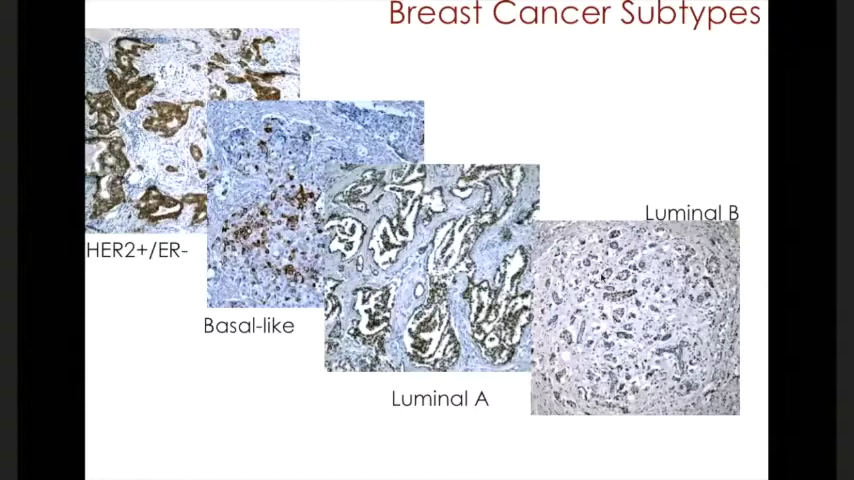 Breast Cancer Subtypes
Luminal B
HER2+/ER-
Basal-like
Luminal A